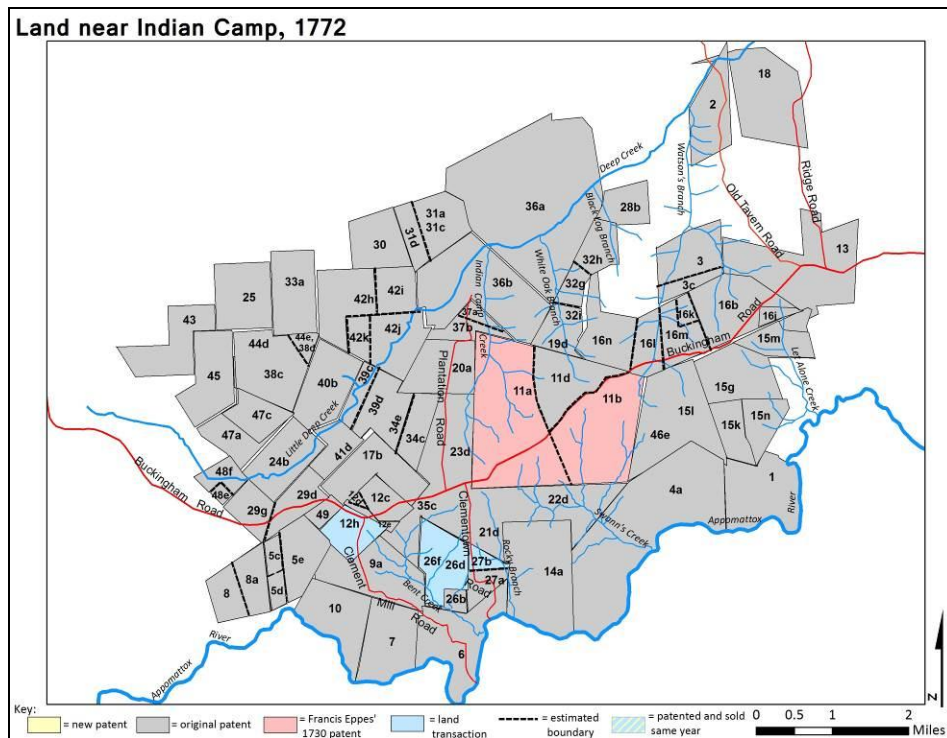 Land near Indian Camp, 1772
18
2
Deep Creek
Watson's Branch
Ridge Road
Old Tavern Road
36a
28b
Black Jag Branch
31a
31c
31d
30
13
3
32h
33a
Indian Camp Creek
36b
White Oak Branch
32g
3c
25
42h
42i
16b
16k
16j
37a
32i
43
42j
37b
16m
Road
44d
44e,
38d
42k
19d
16n
16l
Buckingham
15m
Let Alone Creek
Plantation Road
20a
11d
38c
39c
45
40b
11a
11b
15g
39d
34e
15l
15n
47c
Little Deep Creek
34c
46e
15k
47a
41d
23d
24b
17b
48f
1
48e
29d
12c
4a
River
Buckingham Road
22d
29g
49
12h
12e
35c
Clementown Road
Swann's Creek
Appomattox
21d
5c
5e
Clement Mill Road
9a
26f
26d
27b
Rocky Branch
14a
8
8a
5d
27a
26b
Bent Creek
10
7
6
Appomattox River
N
Key:
= new patent
= original patent
= Francis Eppes'
1730 patent
= land
transaction
= estimated
boundary
= patented and sold
same year
0 0.5 1 2
Miles